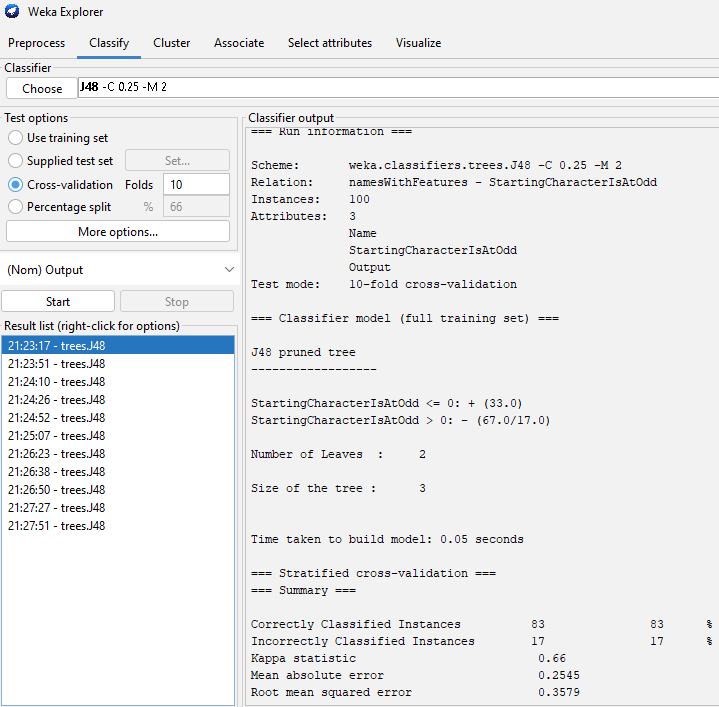 Weka Explorer
Preprocess Classify Cluster Associate Select attributes Visualize
Classifier
Choose J48 -C 0.25 -M 2
Test options
Use training set
Supplied test set Set...
Cross-validation Folds 10
Percentage split % 66
More options...
(Nom) Output
Start Stop
Result list (right-click for options)
21:23:17 - trees.J48
21:23:51 - trees.J48
21:24:10 - trees.J48
21:24:26 - trees.J48
21:24:52 - trees.J48
21:25:07 - trees.J48
21:26:23 - trees.J48
21:26:38 - trees.J48
21:26:50 - trees.J48
21:27:27 - trees.J48
21:27:51 - trees.J48
Classifier output
=== Run information ===
Scheme: weka.classifiers.trees.J48 -C 0.25 -M 2
Relation: namesWithFeatures - StartingCharacterIsAtOdd
Instances: 100
Attributes: 3
Name
StartingCharacterIsAtOdd
Output
Test mode: 10-fold cross-validation
=== Classifier model (full training set) ===
J48 pruned tree
------------------
StartingCharacterIsAtOdd <= 0: + (33.0)
StartingCharacterIsAtOdd > 0: - (67.0/17.0)
Number of Leaves : 2
Size of the tree : 3
Time taken to build model: 0.05 seconds
=== Stratified cross-validation ===
=== Summary ===
Correctly Classified Instances 83 83 %
Incorrectly Classified Instances 17 17 %
Kappa statistic 0.66
Mean absolute error 0.2545
Root mean squared error 0.3579